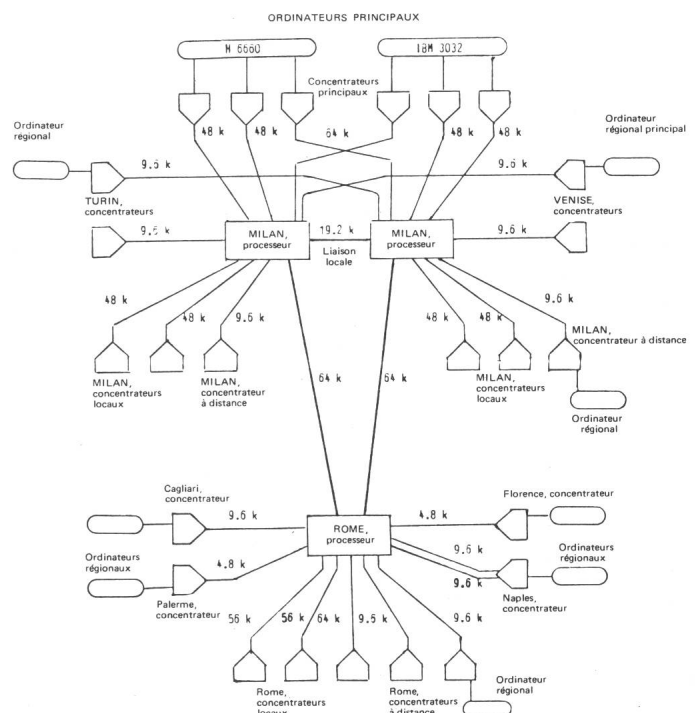 ORDINATEURS PRINCIPAUX
M 6660
IBM 3032
Concentrateurs
principaux
48 k
48 k
64 k
48 k
48 k
Ordinateur
régional
Ordinateur
régional principal
9.6 k
9.6 k
TURIN,
concentrateurs
VENISE,
concentrateurs
9.6 k
MILAN,
processeur
19.2 k
Liaison
locale
MILAN,
processeur
9.6 k
48 k
48 k
9.6 k
48 k
48 k
9.6 k
MILAN,
concentrateur à distance
MILAN,
concentrateurs
locaux
MILAN,
concentrateur
à distance
64 k
64 k
MILAN,
concentrateurs
locaux
Ordinateur
régional
Cagliari,
concentrateur
9.6 k
Florence, concentrateur
4.8 k
ROME,
processeur
Ordinateurs
régionaux
4.8 k
9.6 k
9.6 k
Ordinateurs
régionaux
Palerme,
concentrateur
Naples,
concentrateur
56 k
56 k
64 k
9.6 k
9.6 k
Rome,
concentrateurs
locaux
Rome,
concentrateurs
à distance
Ordinateur
régional